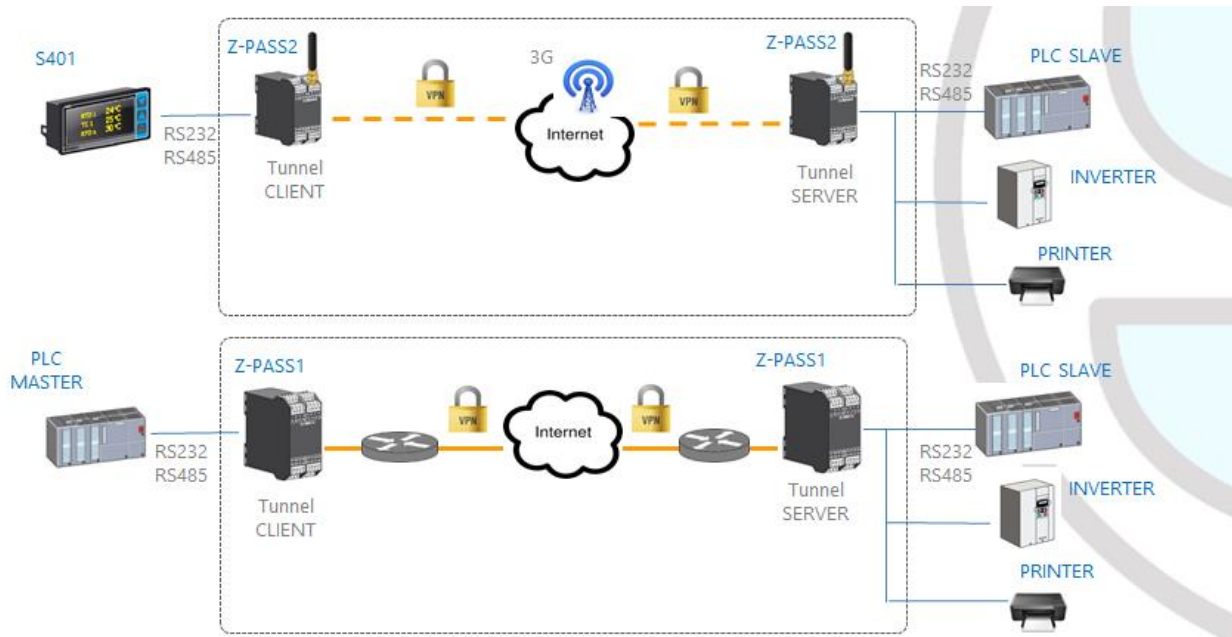 S401
Z-PASS2
VPN
3G
VPN
Z-PASS2
RS232
RS485
PLC SLAVE
RS232
RS485
Internet
Tunnel
CLIENT
Tunnel
SERVER
INVERTER
PRINTER
PLC
MASTER
Z-PASS1
VPN
VPN
Z-PASS1
PLC SLAVE
Internet
RS232
RS485
RS232
RS485
Tunnel
CLIENT
Tunnel
SERVER
INVERTER
PRINTER